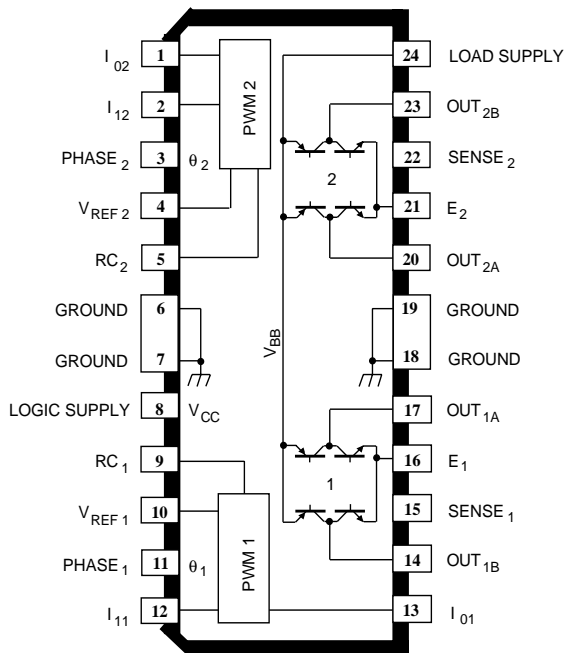 I02 1 24 LOAD SUPPLY
I12 2 PWM 2 23 OUT2B
PHASE2 3 θ2 2 22 SENSE2
VREF2 4 21 E2
RC2 5 20 OUT2A
GROUND 6 19 GROUND
VBB
GROUND 7 18 GROUND
LOGIC SUPPLY 8 VCC 17 OUT1A
RC1 9 16 E1
1
VREF1 10 15 SENSE1
PHASE1 11 θ1 PWM 1 14 OUT1B
I11 12 13 I01